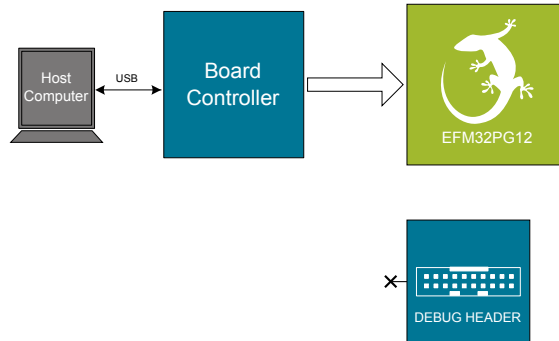 Host
Computer
USB
Board
Controller
EFM32PG12
DEBUG HEADER